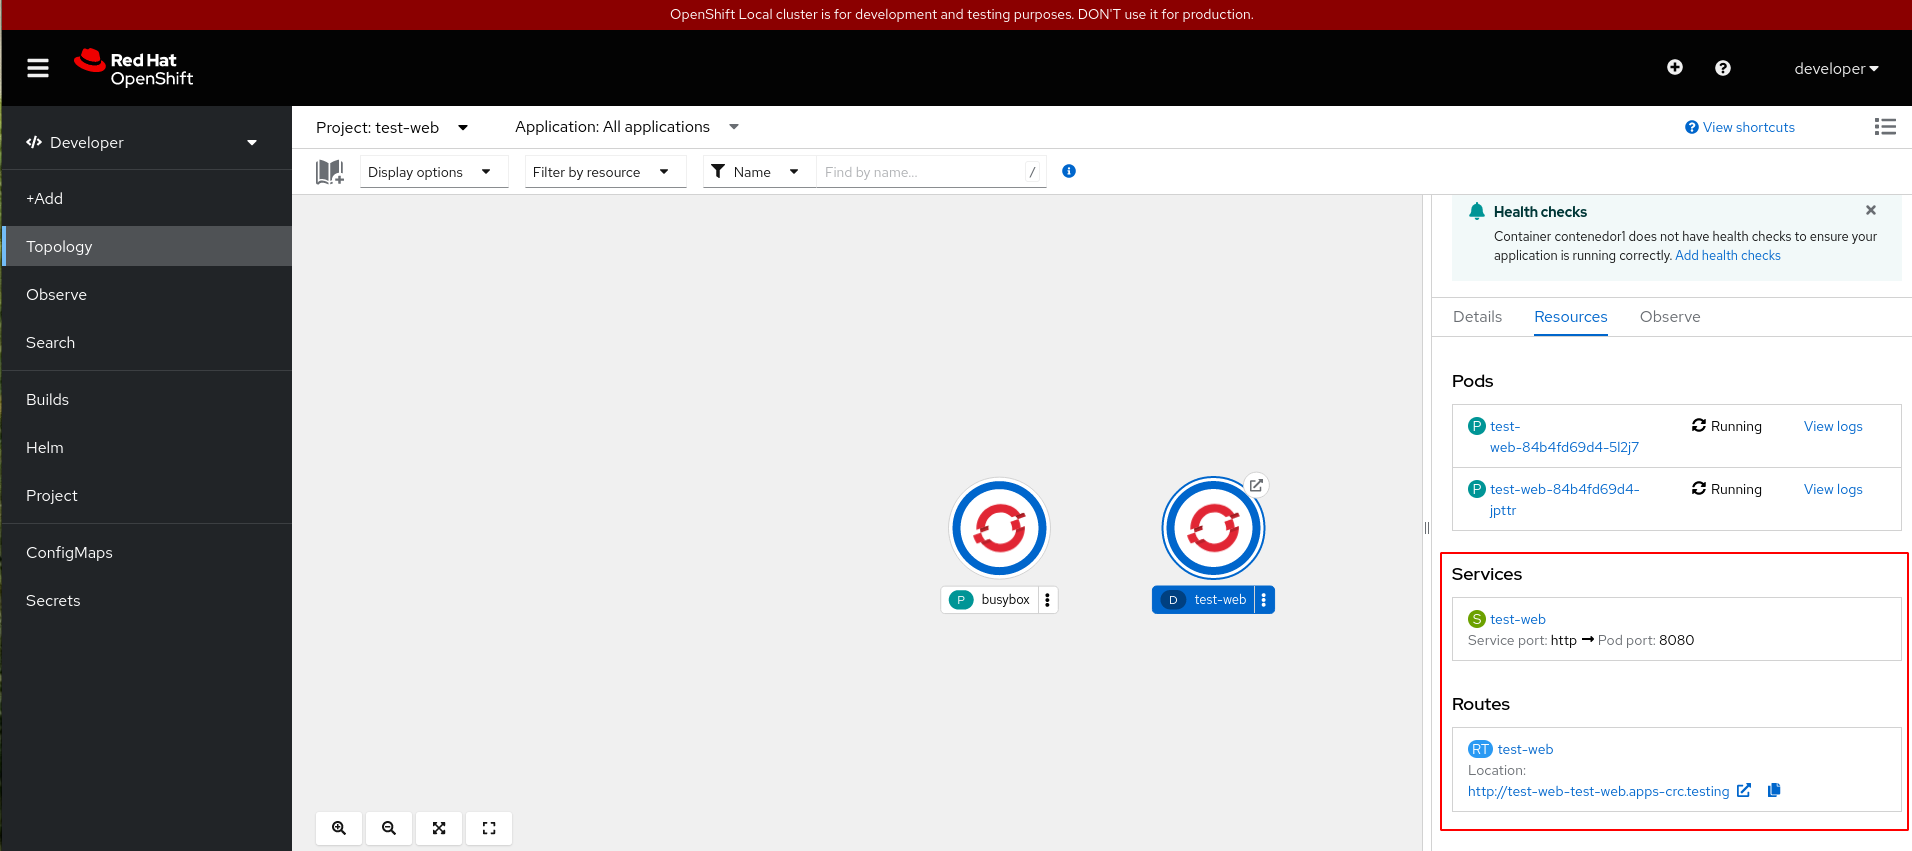 OpenShift Local cluster is for development and testing purposes. DON'T use it for production.
Red Hat
OpenShift
developer
Developer
+Add
Topology
Observe
Search
Builds
Helm
Project
ConfigMaps
Secrets
Project: test-web
Application: All applications
View shortcuts
Display options
Filter by resource
Name
Find by name...
/
busybox
P
test-web
D
Health checks
Container contenedor1 does not have health checks to ensure your
application is running correctly. Add health checks
Details
Resources
Observe
Pods
P test-
web-84b4fd69d4-5l2j7
Running
View logs
P test-web-84b4fd69d4-
jpttr
Running
View logs
Services
S test-web
Service port: http → Pod port: 8080
Routes
RT test-web
Location:
http://test-web-test-web.apps-crc.testing